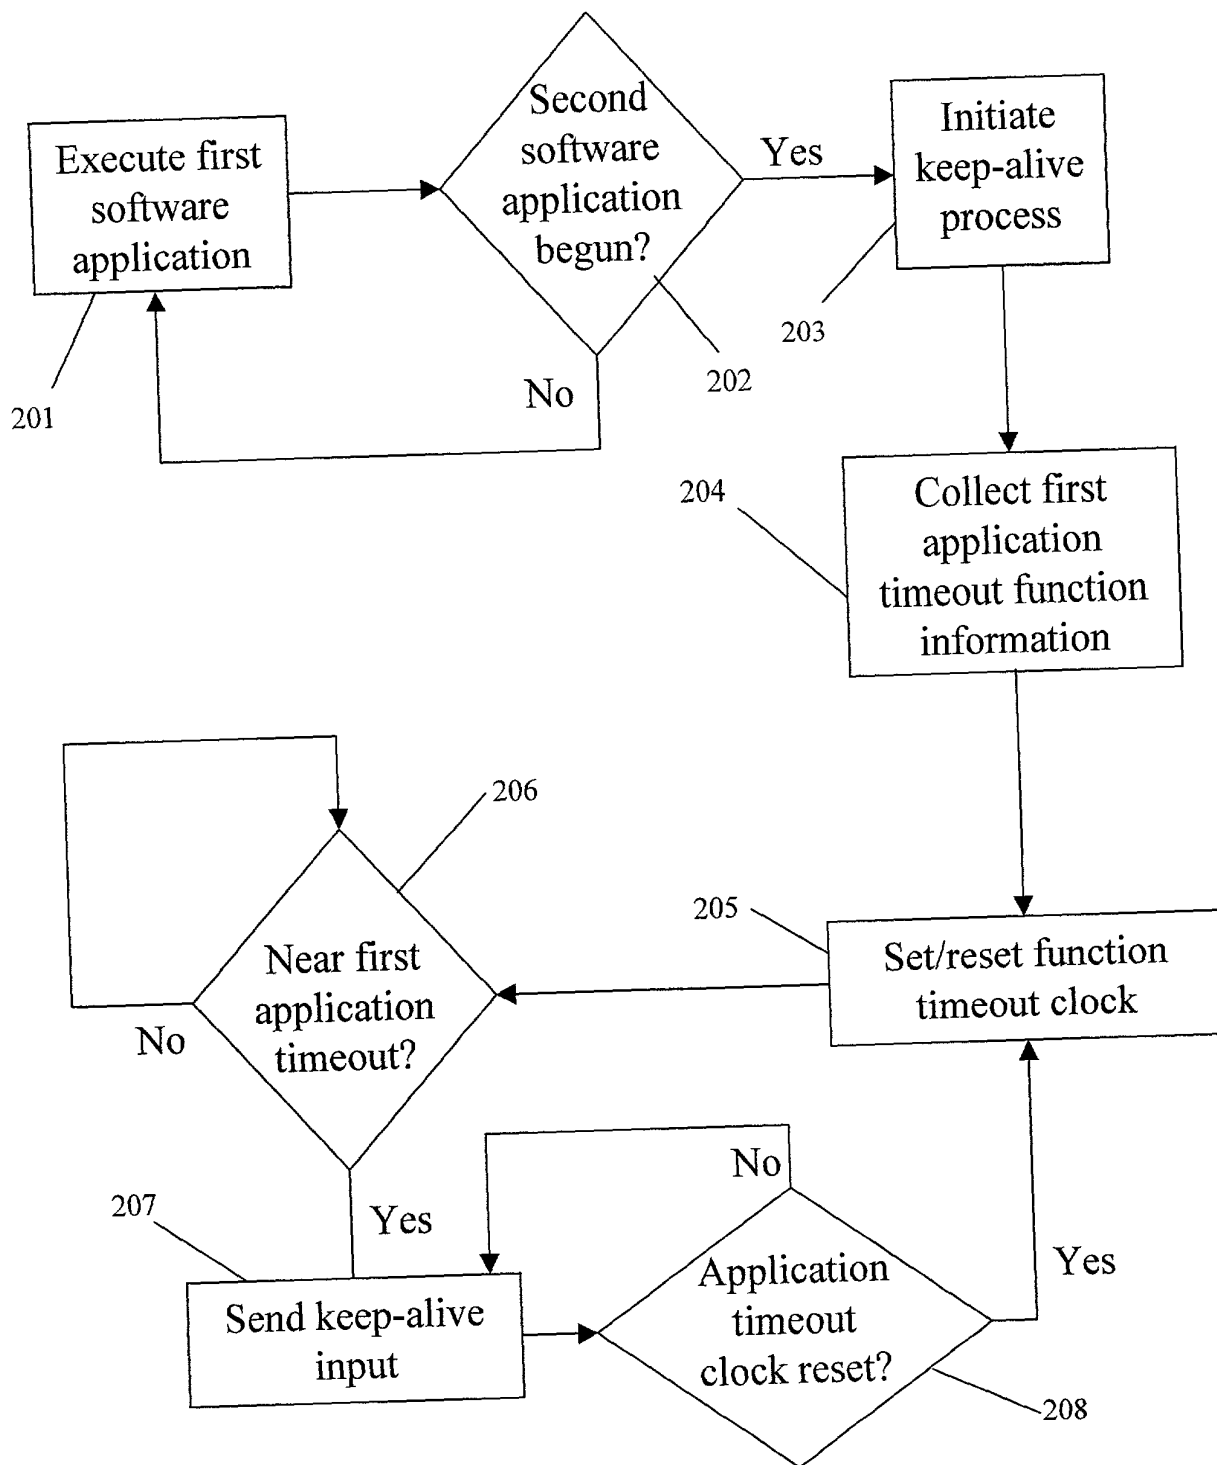 Execute first
software
application
201
Second
software
application
begun?
202
Yes
No
Initiate
keep-alive
process
203
Collect first
application
timeout function
information
204
Set/reset function
timeout clock
205
Near first
application
timeout?
206
No
Yes
Send keep-alive
input
207
Application
timeout
clock reset?
208
No
Yes